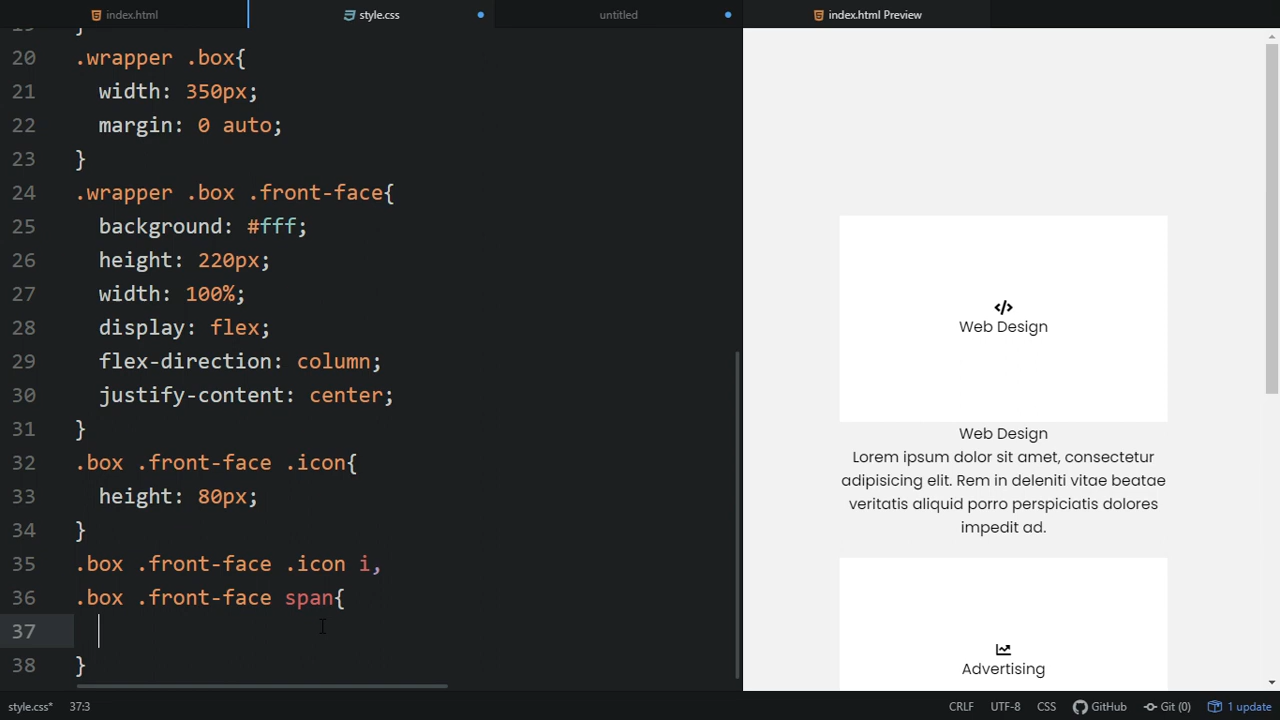 index.html
style.css
untitled
index.html Preview
19 }
20 .wrapper .box{
21 width: 350px;
22 margin: 0 auto;
23 }
24 .wrapper .box .front-face{
25 background: #fff;
26 height: 220px;
27 width: 100%;
28 display: flex;
29 flex-direction: column;
30 justify-content: center;
31 }
32 .box .front-face .icon{
33 height: 80px;
34 }
35 .box .front-face .icon i,
36 .box .front-face span{
37
38 }
</> 
Web Design
Web Design
Lorem ipsum dolor sit amet, consectetur
adipisicing elit. Rem in deleniti vitae beatae
veritatis aliquid porro perspiciatis dolores
impedit ad.
Advertising
style.css* 37:3 CRLF UTF-8 CSS GitHub Git (0) 1 update